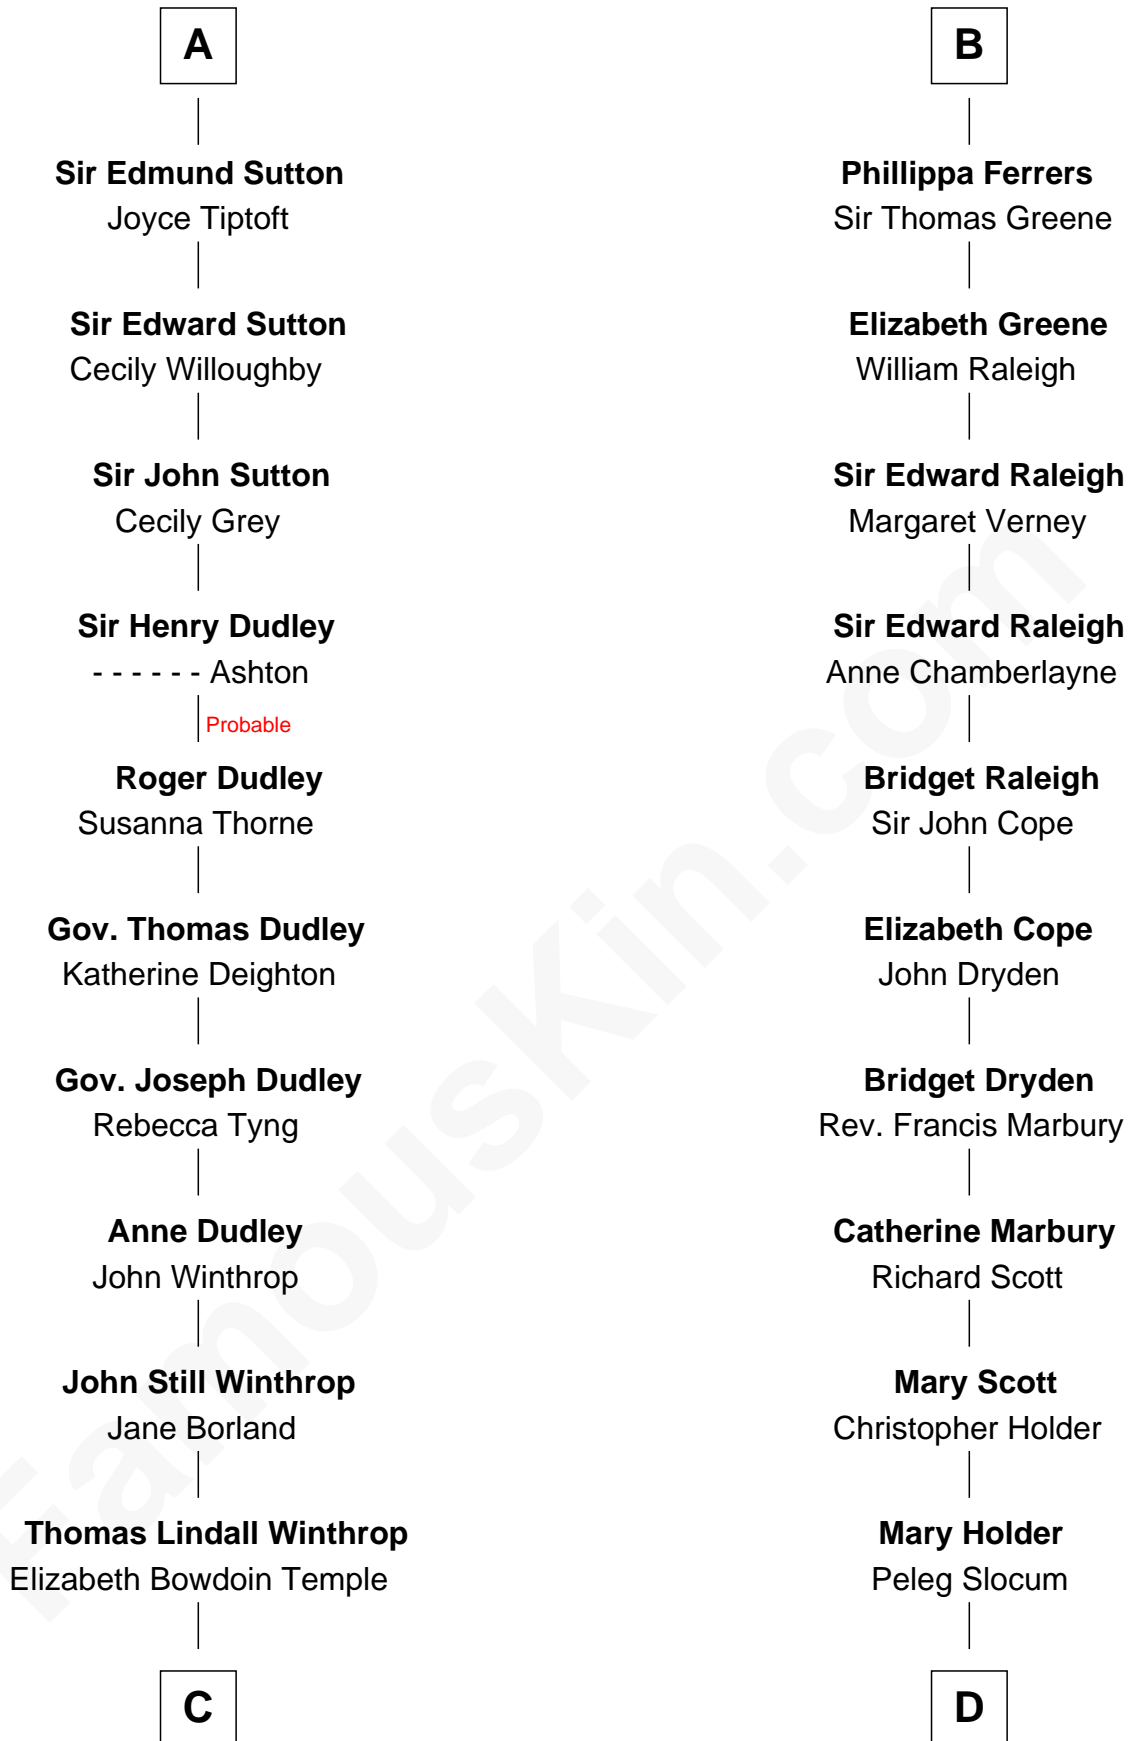 A
Sir Edmund Sutton
Joyce Tiptoft
Sir Edward Sutton
Cecily Willoughby
Sir John Sutton
Cecily Grey
Sir Henry Dudley
- - - - - - Ashton
Probable
Roger Dudley
Susanna Thorne
Gov. Thomas Dudley
Katherine Deighton
Gov. Joseph Dudley
Rebecca Tyng
Anne Dudley
John Winthrop
John Still Winthrop
Jane Borland
Thomas Lindall Winthrop
Elizabeth Bowdoin Temple
C
B
Phillippa Ferrers
Sir Thomas Greene
Elizabeth Greene
William Raleigh
Sir Edward Raleigh
Margaret Verney
Sir Edward Raleigh
Anne Chamberlayne
Bridget Raleigh
Sir John Cope
Elizabeth Cope
John Dryden
Bridget Dryden
Rev. Francis Marbury
Catherine Marbury
Richard Scott
Mary Scott
Christopher Holder
Mary Holder
Peleg Slocum
D
FamousKin.com